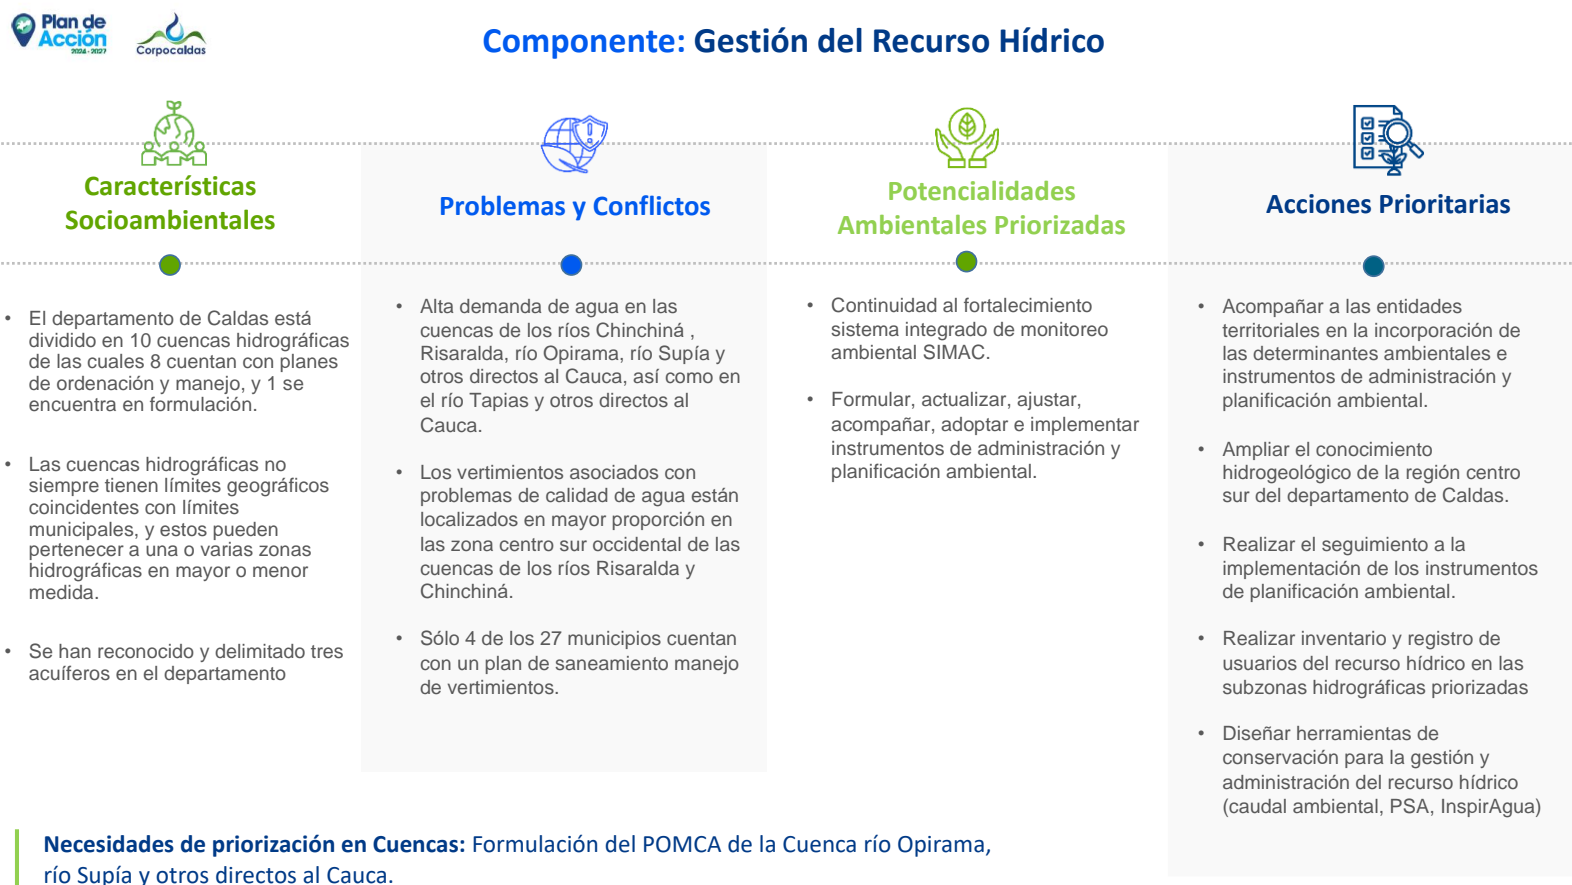 Plan de
Acción
2024 - 2027
Corpocaldas
Componente: Gestión del Recurso Hídrico
Características
Socioambientales
• El departamento de Caldas está
dividido en 10 cuencas hidrográficas
de las cuales 8 cuentan con planes
de ordenación y manejo, y 1 se
encuentra en formulación.
• Las cuencas hidrográficas no
siempre tienen límites geográficos
coincidentes con límites
municipales, y estos pueden
pertenecer a una o varias zonas
hidrográficas en mayor o menor
medida.
• Se han reconocido y delimitado tres
acuíferos en el departamento
Problemas y Conflictos
• Alta demanda de agua en las
cuencas de los ríos Chinchiná ,
Risaralda, río Opirama, río Supía y
otros directos al Cauca, así como en
el río Tapias y otros directos al
Cauca.
• Los vertimientos asociados con
problemas de calidad de agua están
localizados en mayor proporción en
las zona centro sur occidental de las
cuencas de los ríos Risaralda y
Chinchiná.
• Sólo 4 de los 27 municipios cuentan
con un plan de saneamiento manejo
de vertimientos.
Potencialidades
Ambientales Priorizadas
• Continuidad al fortalecimiento
sistema integrado de monitoreo
ambiental SIMAC.
• Formular, actualizar, ajustar,
acompañar, adoptar e implementar
instrumentos de administración y
planificación ambiental.
Acciones Prioritarias
• Acompañar a las entidades
territoriales en la incorporación de
las determinantes ambientales e
instrumentos de administración y
planificación ambiental.
• Ampliar el conocimiento
hidrogeológico de la región centro
sur del departamento de Caldas.
• Realizar el seguimiento a la
implementación de los instrumentos
de planificación ambiental.
• Realizar inventario y registro de
usuarios del recurso hídrico en las
subzonas hidrográficas priorizadas
• Diseñar herramientas de
conservación para la gestión y
administración del recurso hídrico
(caudal ambiental, PSA, InspirAgua)
Necesidades de priorización en Cuencas: Formulación del POMCA de la Cuenca río Opirama,
río Supía y otros directos al Cauca.